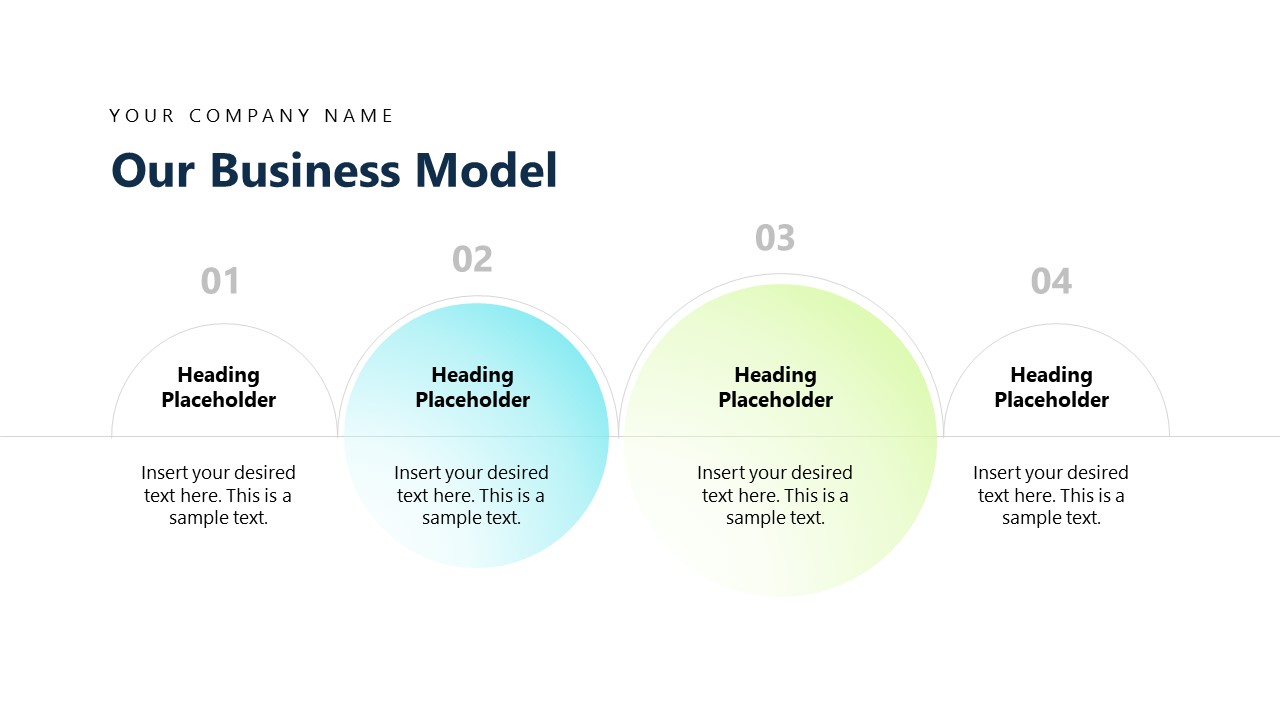 YOUR COMPANY NAME
Our Business Model
01
Heading
Placeholder
Insert your desired
text here. This is a
sample text.
02
Heading
Placeholder
Insert your desired
text here. This is a
sample text.
03
Heading
Placeholder
Insert your desired
text here. This is a
sample text.
04
Heading
Placeholder
Insert your desired
text here. This is a
sample text.